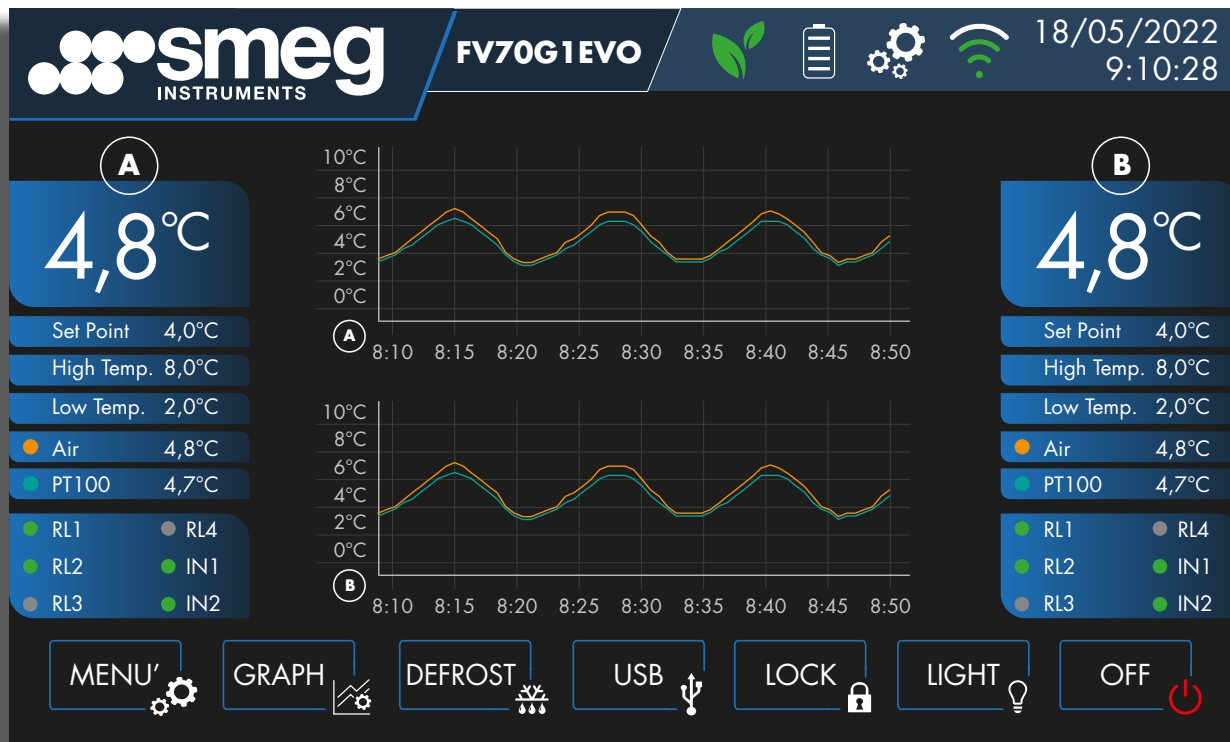 smeg
INSTRUMENTS
FV70G1EVO
18/05/2022
9:10:28
A
4,8°C
Set Point 4,0°C
High Temp. 8,0°C
Low Temp. 2,0°C
Air 4,8°C
PT100 4,7°C
RL1 RL4
RL2 IN1
RL3 IN2
10°C
8°C
6°C
4°C
2°C
0°C
A
8:10 8:15 8:20 8:25 8:30 8:35 8:40 8:45 8:50
10°C
8°C
6°C
4°C
2°C
0°C
B
8:10 8:15 8:20 8:25 8:30 8:35 8:40 8:45 8:50
B
4,8°C
Set Point 4,0°C
High Temp. 8,0°C
Low Temp. 2,0°C
Air 4,8°C
PT100 4,7°C
RL1 RL4
RL2 IN1
RL3 IN2
MENU' GRAPH DEFROST USB LOCK LIGHT OFF